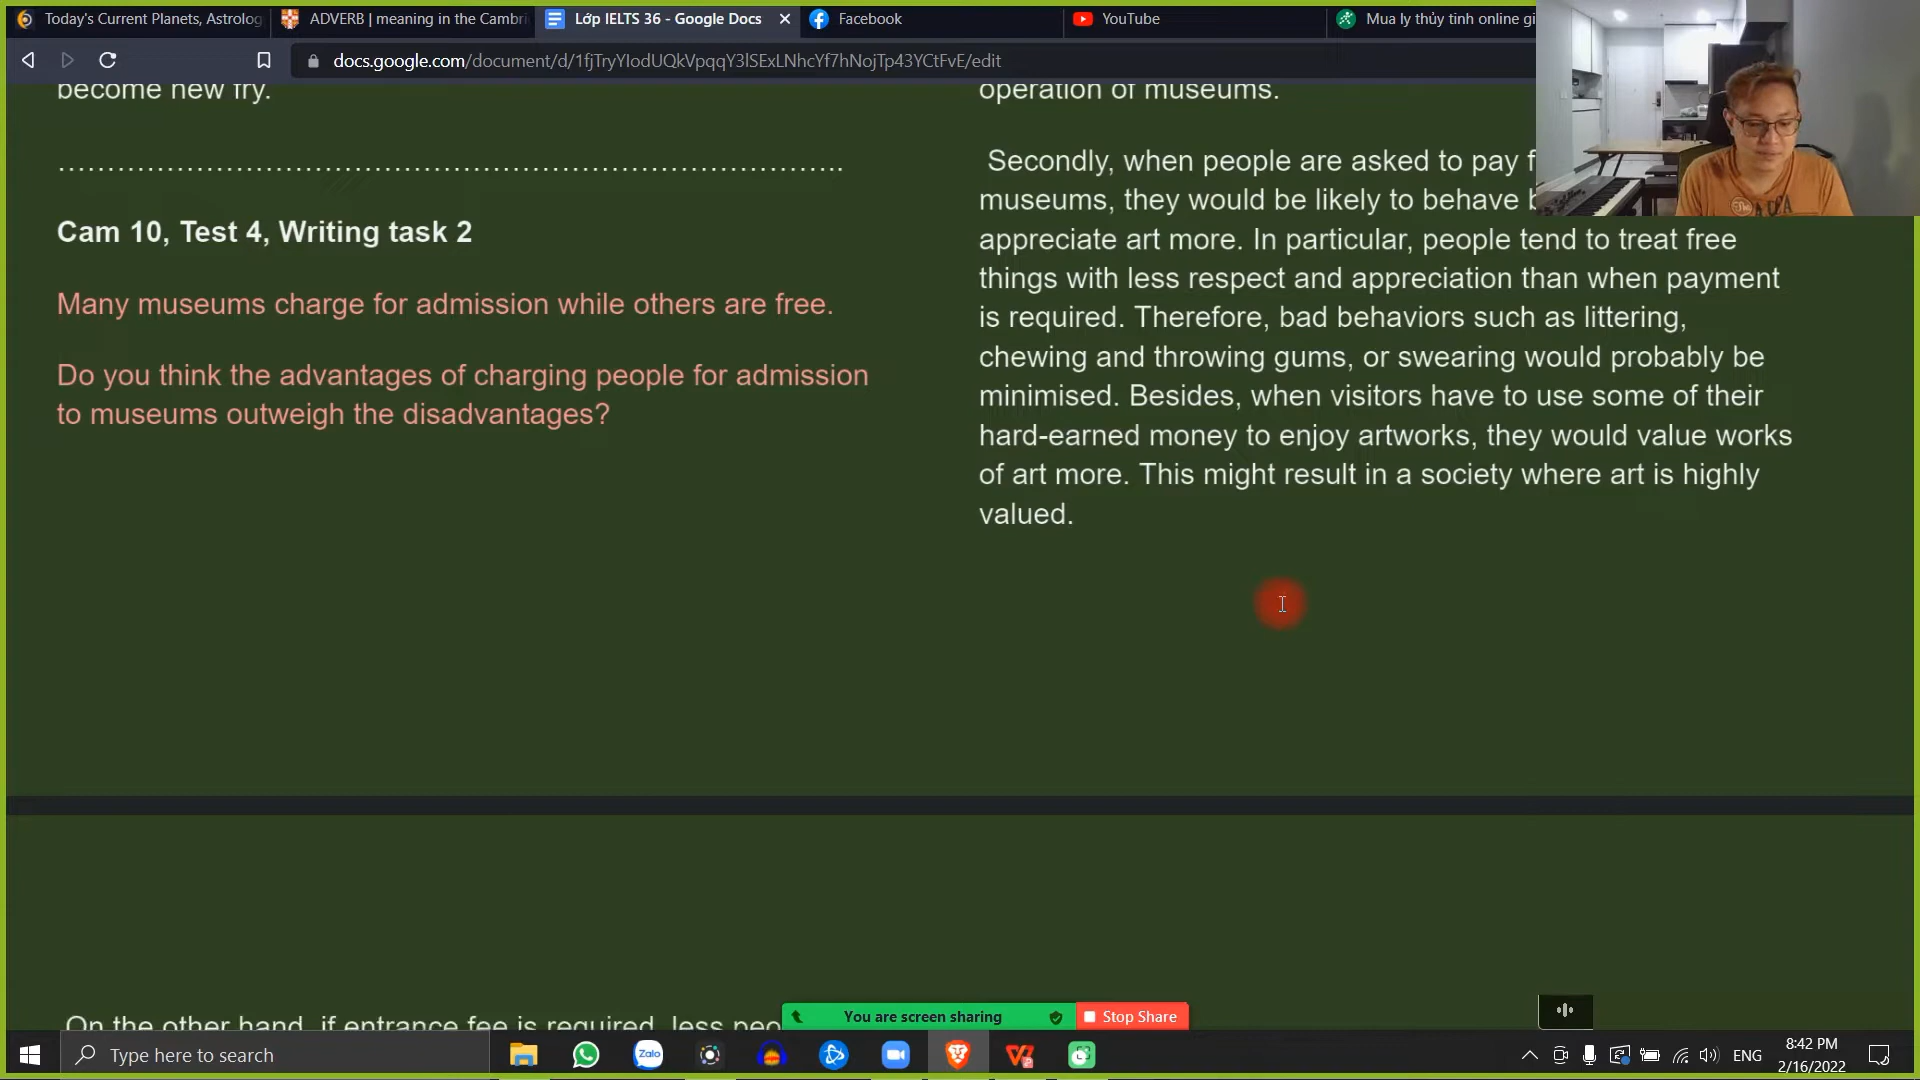 Today's Current Planets, Astrolog
ADVERB | meaning in the Cambri
Lớp IELTS 36 - Google Docs
Facebook
YouTube
Mua ly thủy tinh online gi
docs.google.com/document/d/1fjTryYIodUQkVpqqY3lSExLNhcYf7hNojTp43YCtFvE/edit
become new fry.
……………………………………………………………………..
Cam 10, Test 4, Writing task 2
Many museums charge for admission while others are free.
Do you think the advantages of charging people for admission
to museums outweigh the disadvantages?
operation of museums.
Secondly, when people are asked to pay f
museums, they would be likely to behave b
appreciate art more. In particular, people tend to treat free
things with less respect and appreciation than when payment
is required. Therefore, bad behaviors such as littering,
chewing and throwing gums, or swearing would probably be
minimised. Besides, when visitors have to use some of their
hard-earned money to enjoy artworks, they would value works
of art more. This might result in a society where art is highly
valued.
On the other hand, if entrance fee is required, less peo
You are screen sharing
Stop Share
Type here to search
Zalo
ENG
8:42 PM
2/16/2022